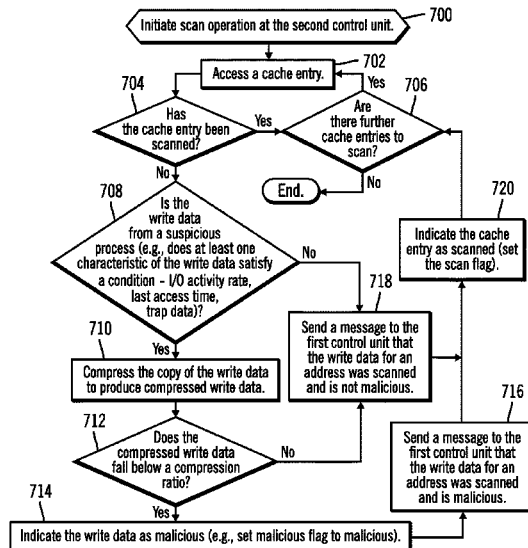 Initiate scan operation at the second control unit.
700
702
Access a cache entry.
704
Yes
706
Has
the cache entry been
scanned?
Yes
Are
there further
cache entries to
scan?
No
No
End.
708
Is the
write data
from a suspicious
process (e.g., does at least one
characteristic of the write data satisfy
a condition - I/O activity rate,
last access time,
trap data)?
No
720
Indicate the cache
entry as scanned (set
the scan flag).
718
Send a message to the
first control unit that
the write data for an
address was scanned
and is not malicious.
710
Yes
Compress the copy of the write data
to produce compressed write data.
712
Does the
compressed write data
fall below a compression
ratio?
No
716
Send a message to the
first control unit that
the write data for an
address was scanned
and is malicious.
714
Yes
Indicate the write data as malicious (e.g., set malicious flag to malicious).